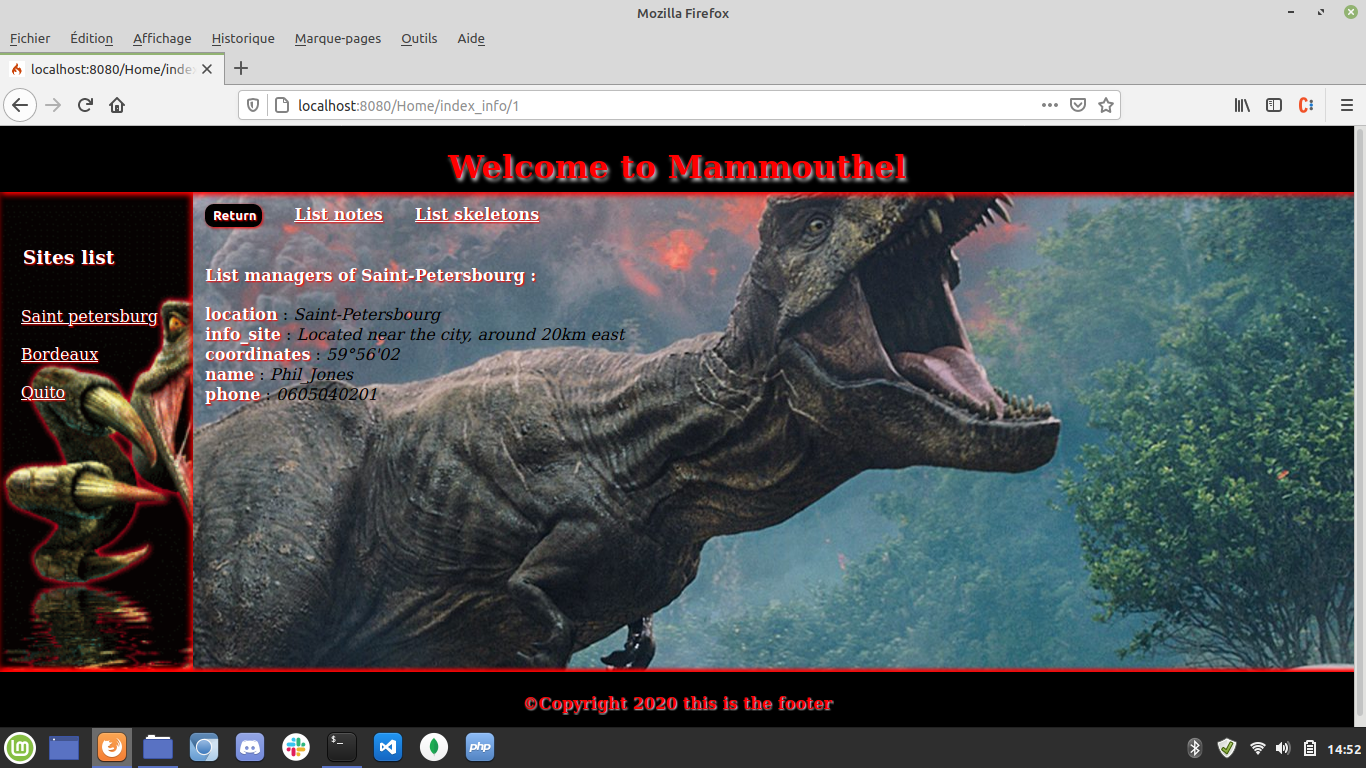 Mozilla Firefox
Fichier Édition Affichage Historique Marque-pages Outils Aide
localhost:8080/Home/index
localhost:8080/Home/index_info/1
Welcome to Mammouthel
Sites list
Saint petersburg
Bordeaux
Quito
Return List notes List skeletons
List managers of Saint-Petersbourg :
location : Saint-Petersbourg
info_site : Located near the city, around 20km east
coordinates : 59°56'02
name : Phil_Jones
phone : 0605040201
©Copyright 2020 this is the footer
$_
php
14:52